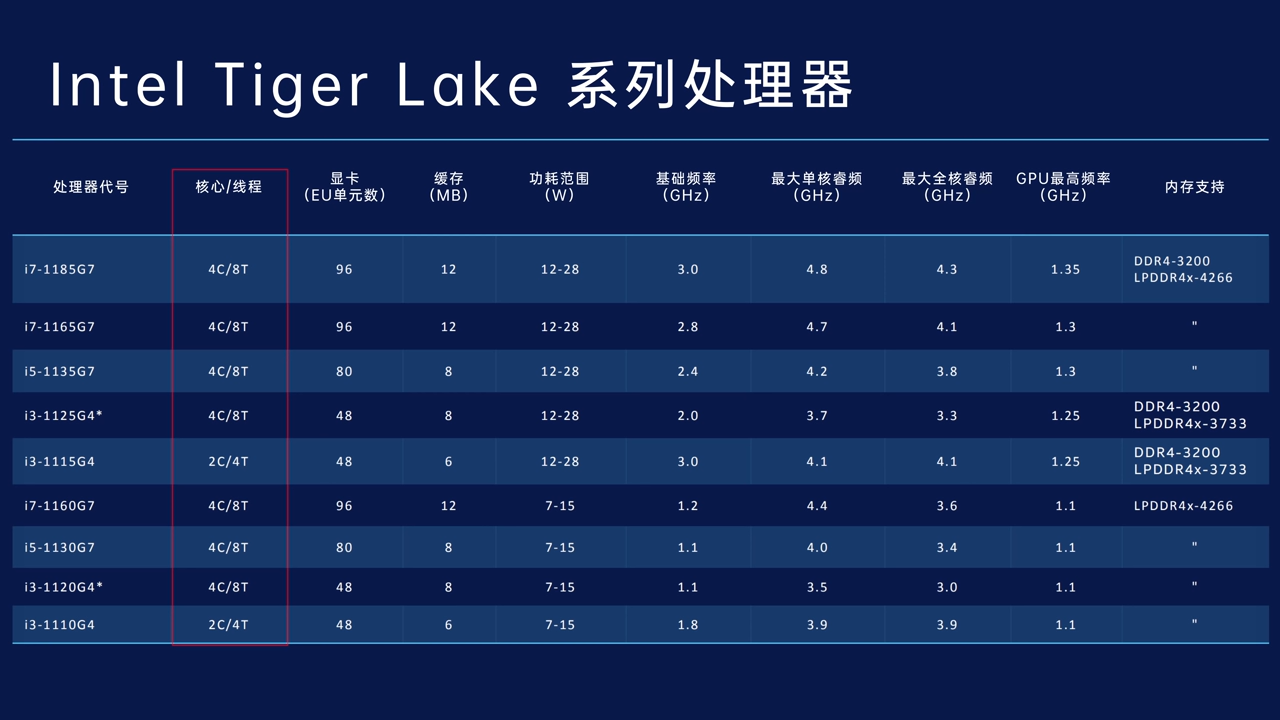 Intel Tiger Lake 系列处理器
处理器代号 核心/线程 显卡（EU单元数） 缓存（MB） 功耗范围（W） 基础频率（GHz） 最大单核睿频（GHz） 最大全核睿频（GHz） GPU最高频率（GHz） 内存支持
i7-1185G7 4C/8T 96 12 12-28 3.0 4.8 4.3 1.35 DDR4-3200 LPDDR4x-4266
i7-1165G7 4C/8T 96 12 12-28 2.8 4.7 4.1 1.3 "
i5-1135G7 4C/8T 80 8 12-28 2.4 4.2 3.8 1.3 "
i3-1125G4* 4C/8T 48 8 12-28 2.0 3.7 3.3 1.25 DDR4-3200 LPDDR4x-3733
i3-1115G4 2C/4T 48 6 12-28 3.0 4.1 4.1 1.25 DDR4-3200 LPDDR4x-3733
i7-1160G7 4C/8T 96 12 7-15 1.2 4.4 3.6 1.1 LPDDR4x-4266
i5-1130G7 4C/8T 80 8 7-15 1.1 4.0 3.4 1.1 "
i3-1120G4* 4C/8T 48 8 7-15 1.1 3.5 3.0 1.1 "
i3-1110G4 2C/4T 48 6 7-15 1.8 3.9 3.9 1.1 "